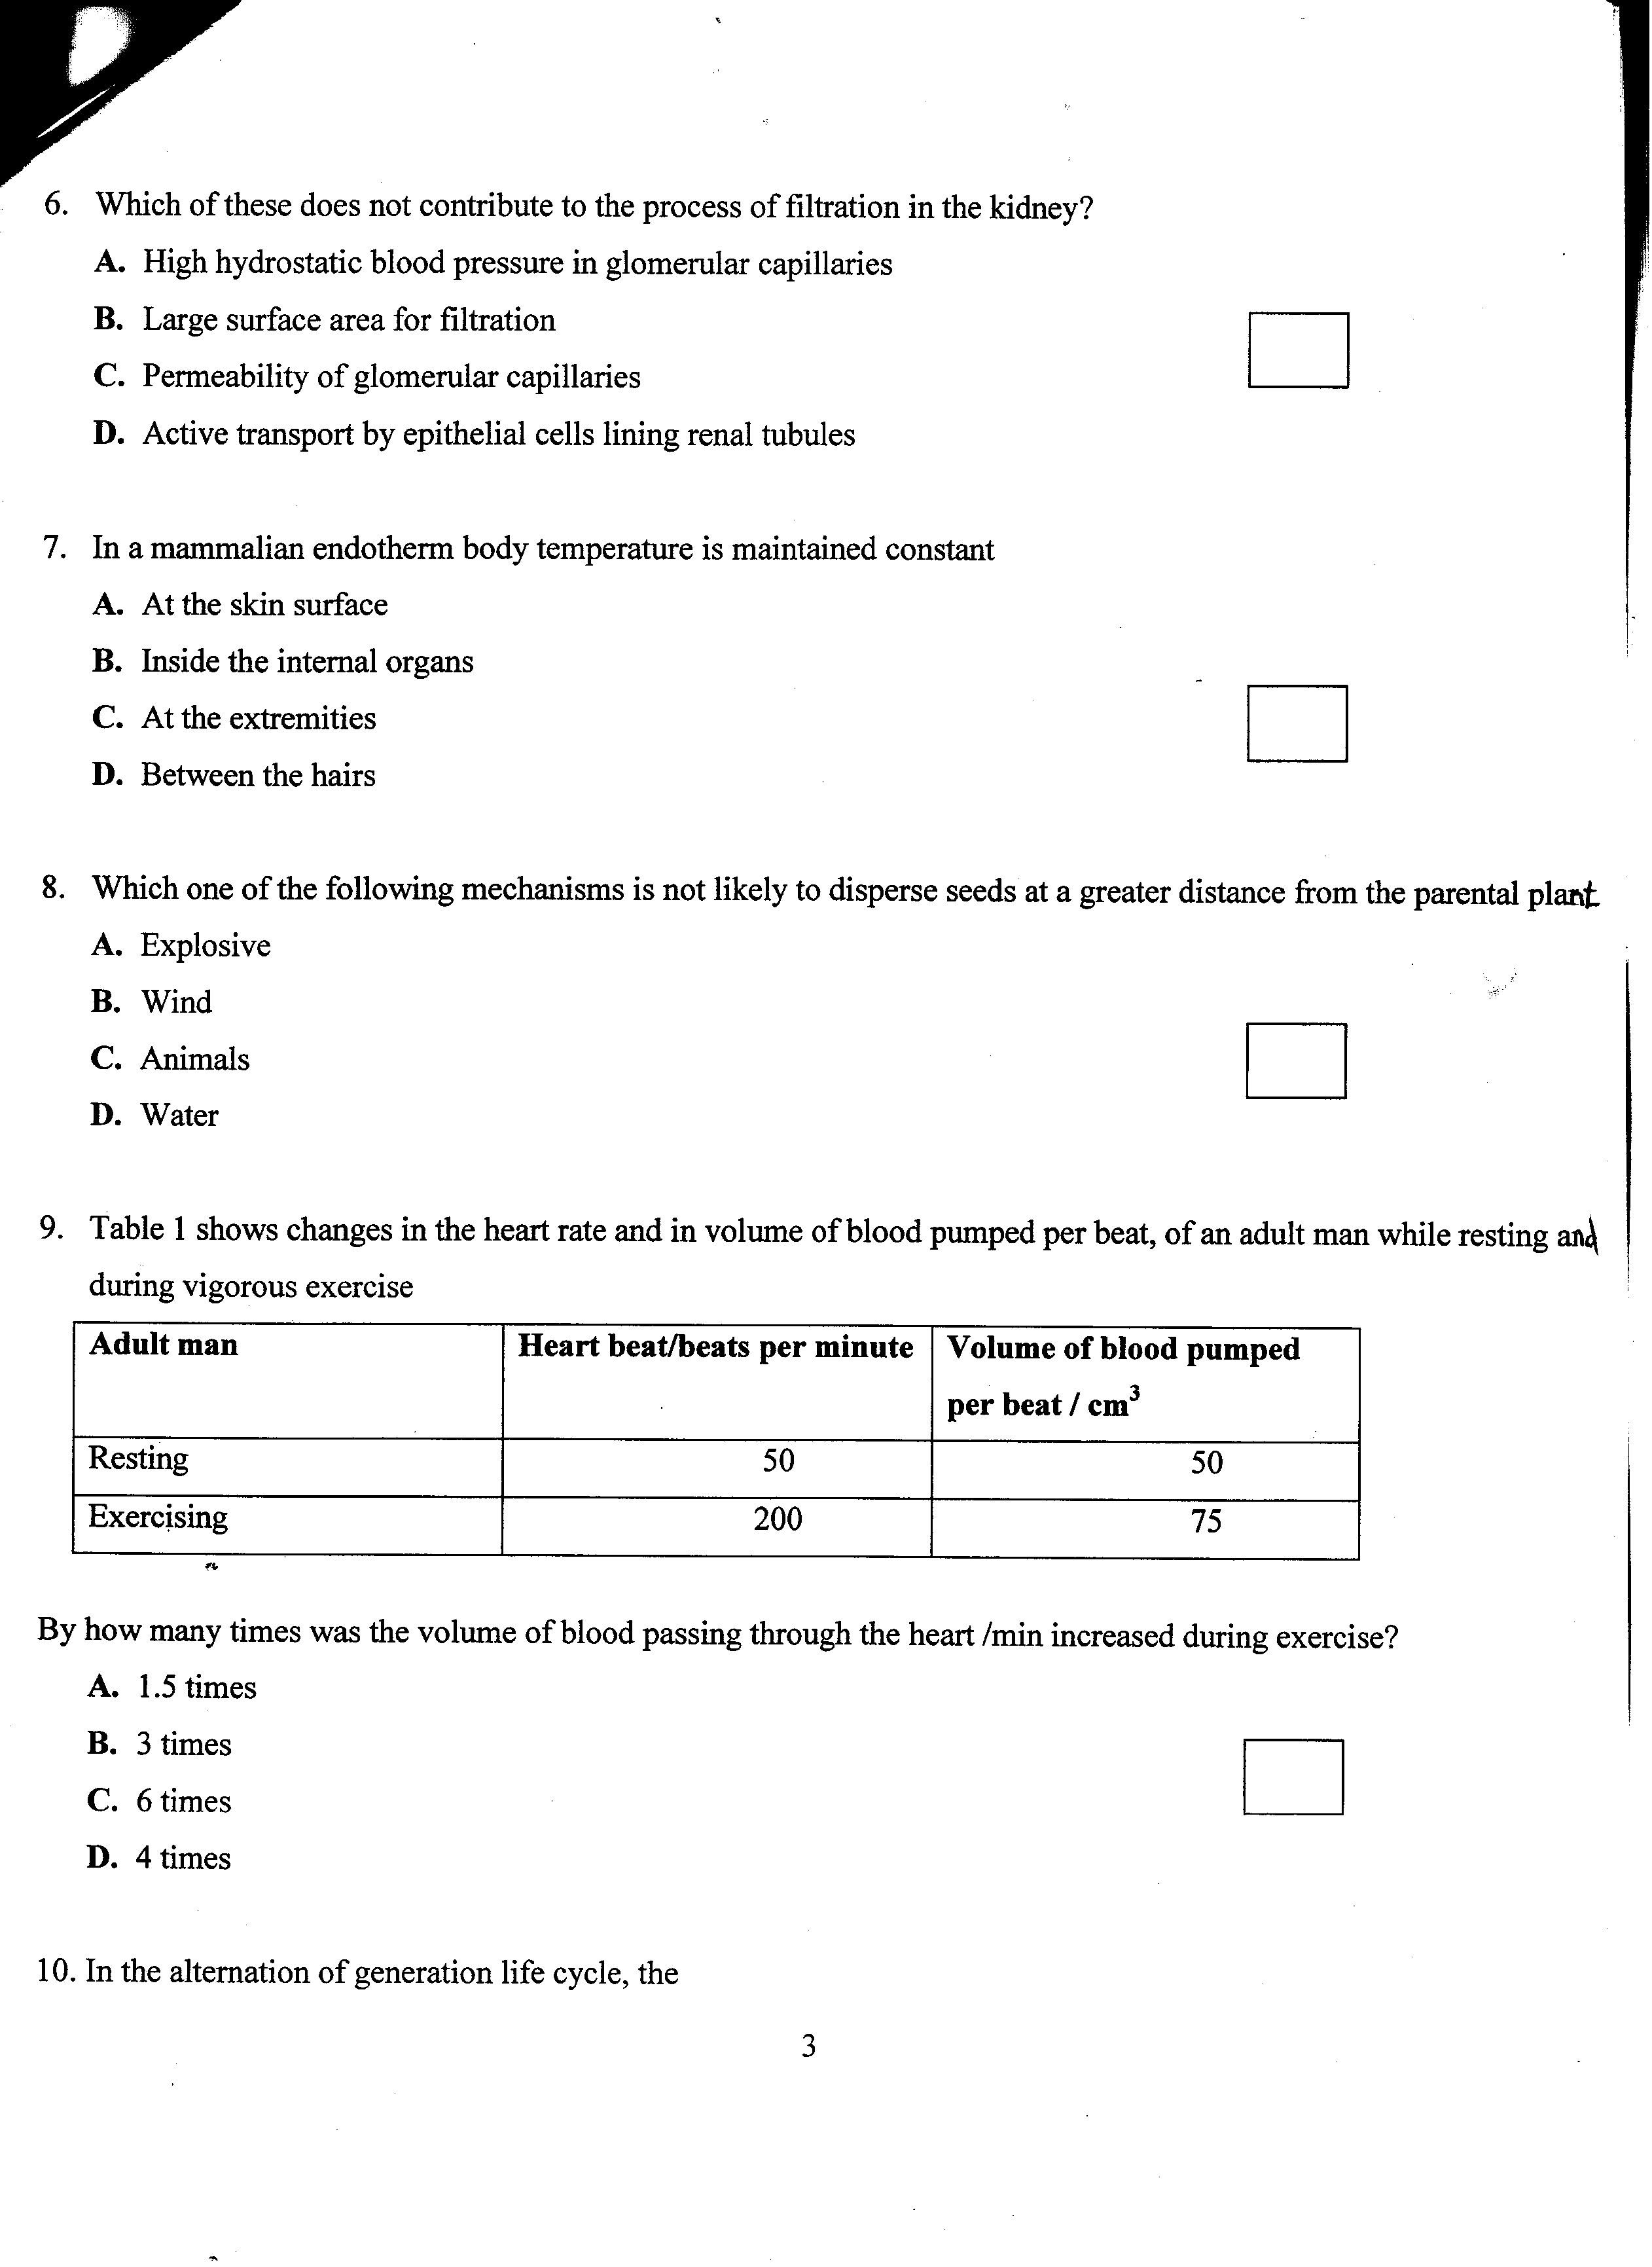 6. Which of these does not contribute to the process of filtration in the kidney?
A. High hydrostatic blood pressure in glomerular capillaries
B. Large surface area for filtration
C. Permeability of glomerular capillaries
D. Active transport by epithelial cells lining renal tubules
7. In a mammalian endotherm body temperature is maintained constant
A. At the skin surface
B. Inside the internal organs
C. At the extremities
D. Between the hairs
8. Which one of the following mechanisms is not likely to disperse seeds at a greater distance from the parental plant
A. Explosive
B. Wind
C. Animals
D. Water
9. Table 1 shows changes in the heart rate and in volume of blood pumped per beat, of an adult man while resting and
during vigorous exercise
Adult man Heart beat/beats per minute Volume of blood pumped
per beat / cm³
Resting 50 50
Exercising 200 75
By how many times was the volume of blood passing through the heart /min increased during exercise?
A. 1.5 times
B. 3 times
C. 6 times
D. 4 times
10. In the alternation of generation life cycle, the
3